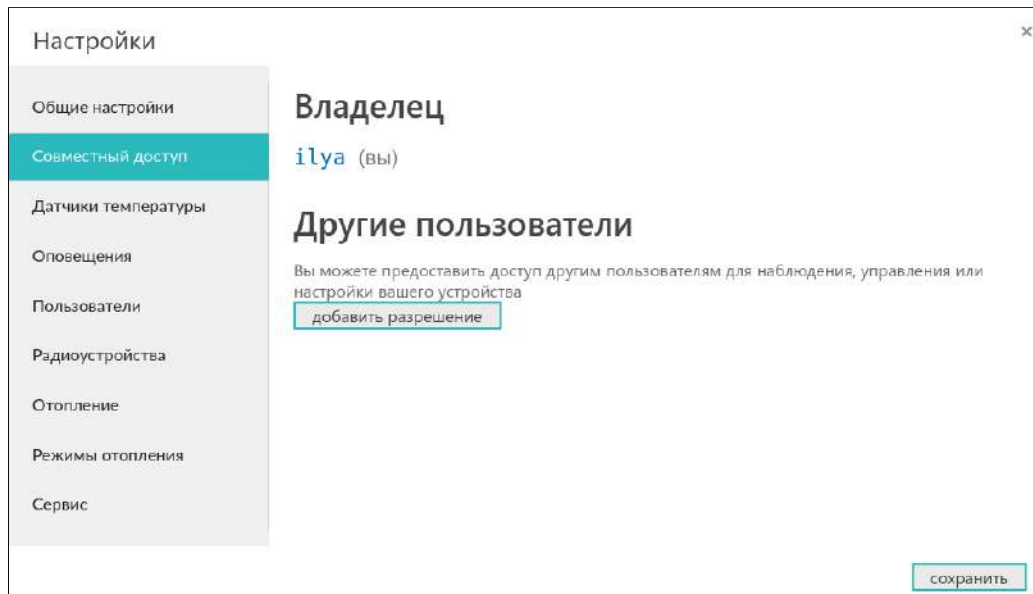 Настройки
×
Общие настройки
Совместный доступ
Датчики температуры
Оповещения
Пользователи
Радиоустройства
Отопление
Режимы отопления
Сервис
Владелец
ilya (вы)
Другие пользователи
Вы можете предоставить доступ другим пользователям для наблюдения, управления или
настройки вашего устройства
добавить разрешение
сохранить